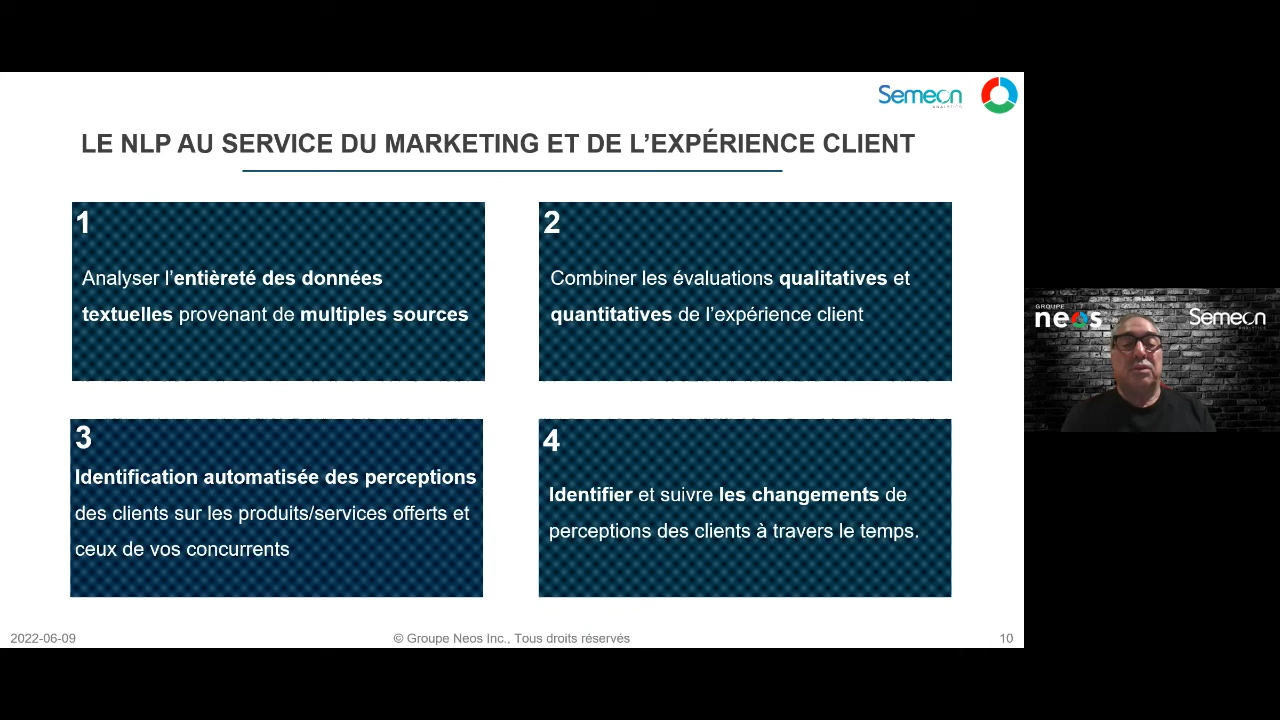 Semeon
ANALYTICS
LE NLP AU SERVICE DU MARKETING ET DE L’EXPÉRIENCE CLIENT
1
Analyser l’entièreté des données
textuelles provenant de multiples sources
2
Combiner les évaluations qualitatives et
quantitatives de l’expérience client
3
Identification automatisée des perceptions
des clients sur les produits/services offerts et
ceux de vos concurrents
4
Identifier et suivre les changements de
perceptions des clients à travers le temps.
2022-06-09
© Groupe Neos Inc., Tous droits réservés
10
GROUPE
neos
Semeon
ANALYTICS